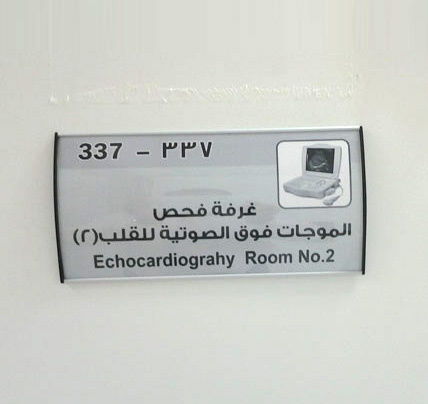 337 - ٣٣٧
غرفة فحص
الموجات فوق الصوتية للقلب(٢)
Echocardiograhy Room No.2